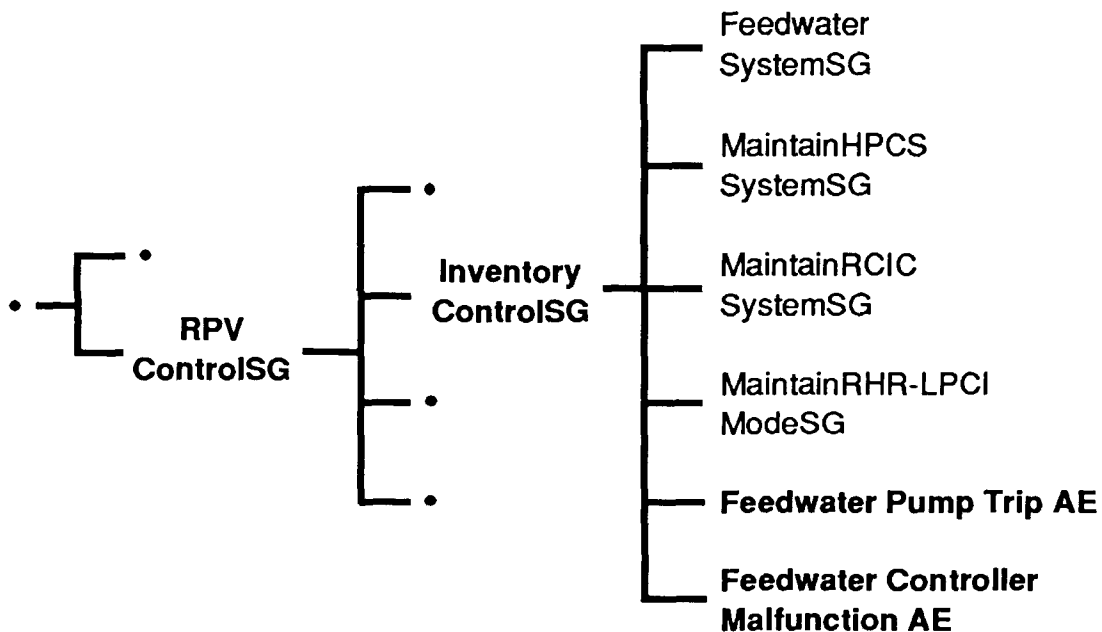 Feedwater
SystemSG
MaintainHPCS
SystemSG
MaintainRCIC
SystemSG
Inventory
ControlSG
RPV
ControlSG
MaintainRHR-LPCI
ModeSG
Feedwater Pump Trip AE
Feedwater Controller
Malfunction AE